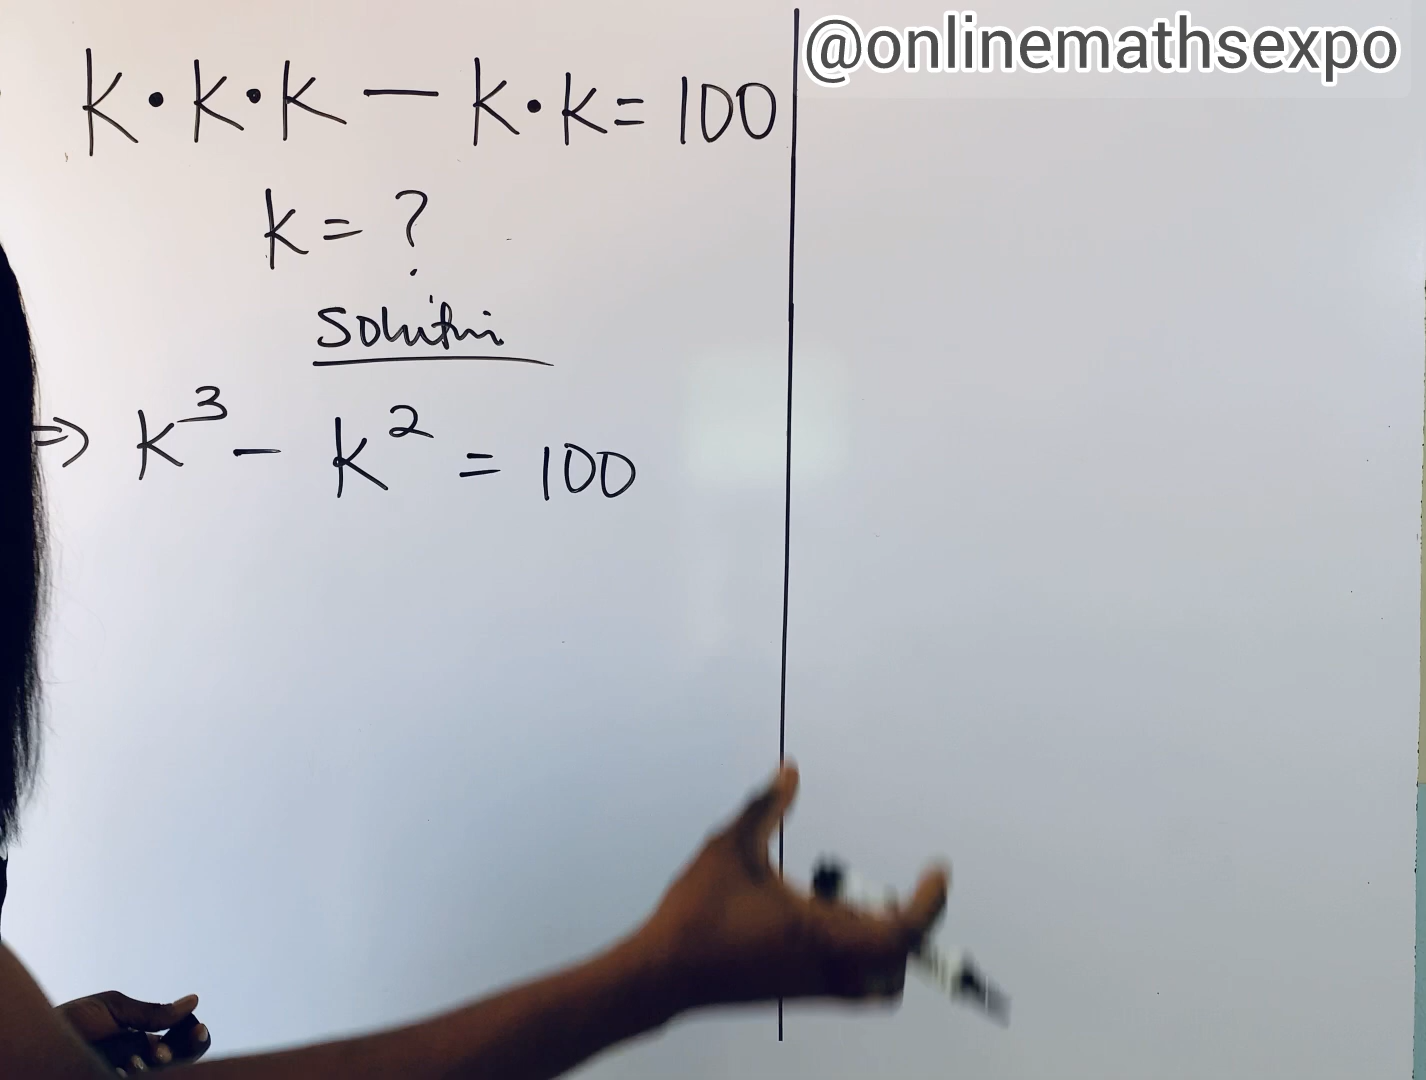 @onlinemathsexpo
k·k·k — k·k = 100
k = ?
Solution
⇒ k³ - k² = 100